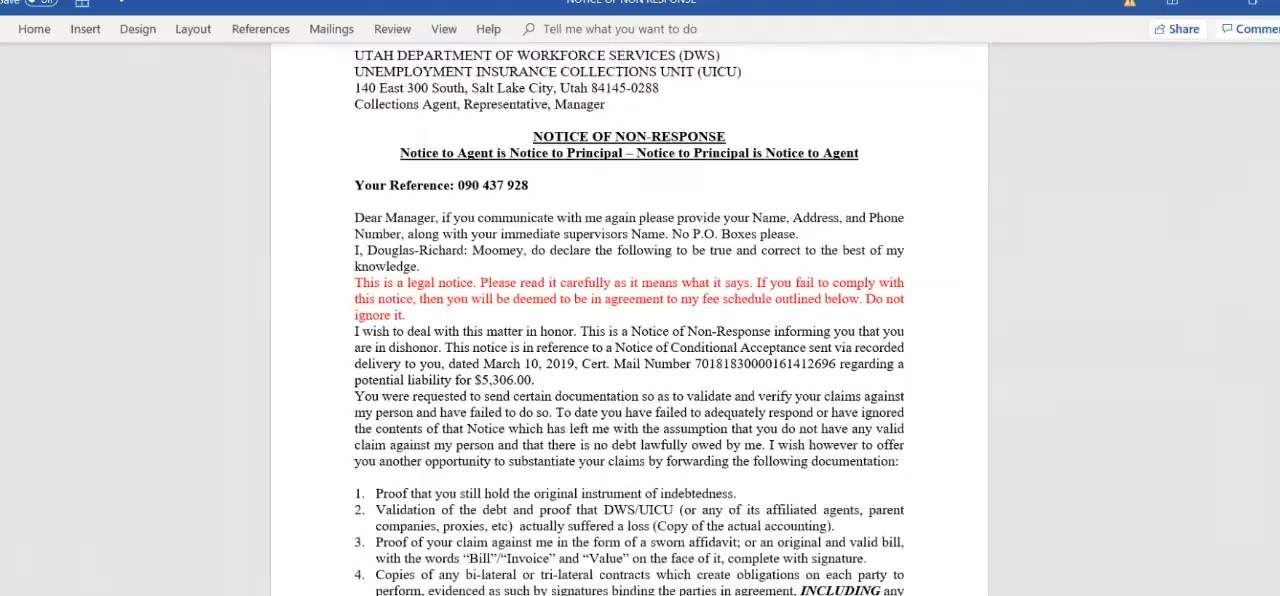 Home Insert Design Layout References Mailings Review View Help Tell me what you want to do Share
UTAH DEPARTMENT OF WORKFORCE SERVICES (DWS)
UNEMPLOYMENT INSURANCE COLLECTIONS UNIT (UICU)
140 East 300 South, Salt Lake City, Utah 84145-0288
Collections Agent, Representative, Manager
NOTICE OF NON-RESPONSE
Notice to Agent is Notice to Principal – Notice to Principal is Notice to Agent
Your Reference: 090 437 928
Dear Manager, if you communicate with me again please provide your Name, Address, and Phone
Number, along with your immediate supervisors Name. No P.O. Boxes please.
I, Douglas-Richard: Moomey, do declare the following to be true and correct to the best of my
knowledge.
This is a legal notice. Please read it carefully as it means what it says. If you fail to comply with
this notice, then you will be deemed to be in agreement to my fee schedule outlined below. Do not
ignore it.
I wish to deal with this matter in honor. This is a Notice of Non-Response informing you that you
are in dishonor. This notice is in reference to a Notice of Conditional Acceptance sent via recorded
delivery to you, dated March 10, 2019, Cert. Mail Number 70181830000161412696 regarding a
potential liability for $5,306.00.
You were requested to send certain documentation so as to validate and verify your claims against
my person and have failed to do so. To date you have failed to adequately respond or have ignored
the contents of that Notice which has left me with the assumption that you do not have any valid
claim against my person and that there is no debt lawfully owed by me. I wish however to offer
you another opportunity to substantiate your claims by forwarding the following documentation:
1. Proof that you still hold the original instrument of indebtedness.
2. Validation of the debt and proof that DWS/UICU (or any of its affiliated agents, parent
companies, proxies, etc) actually suffered a loss (Copy of the actual accounting).
3. Proof of your claim against me in the form of a sworn affidavit; or an original and valid bill,
with the words “Bill”/“Invoice” and “Value” on the face of it, complete with signature.
4. Copies of any bi-lateral or tri-lateral contracts which create obligations on each party to
perform, evidenced as such by signatures binding the parties in agreement, INCLUDING any